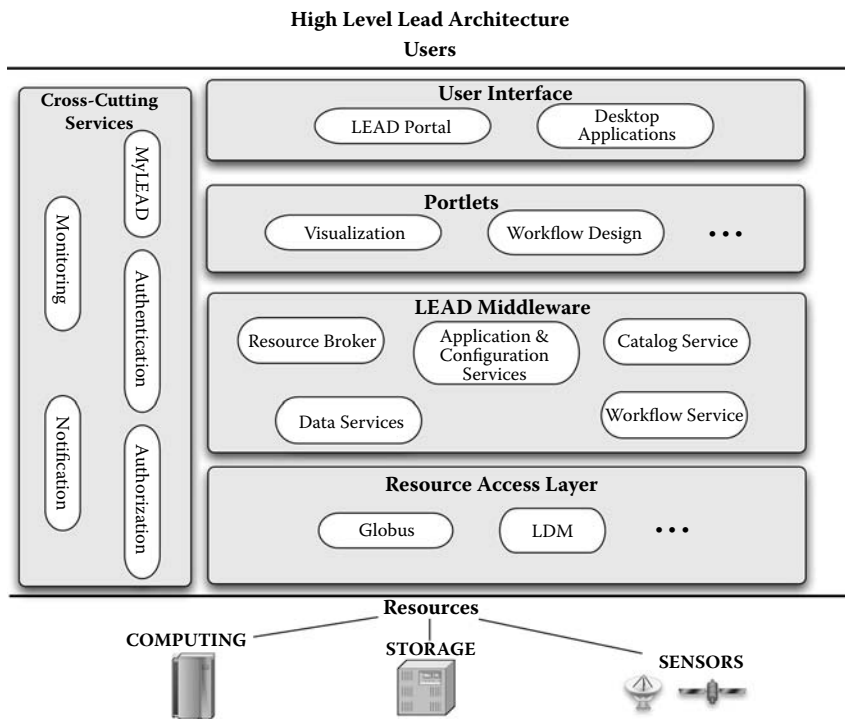 High Level Lead Architecture
Users
Cross-Cutting
Services
MyLEAD
Monitoring
Authentication
Notification
Authorization
User Interface
LEAD Portal
Desktop
Applications
Portlets
Visualization
Workflow Design
• • •
LEAD Middleware
Resource Broker
Application &
Configuration
Services
Catalog Service
Data Services
Workflow Service
Resource Access Layer
Globus
LDM
• • •
Resources
COMPUTING
STORAGE
SENSORS